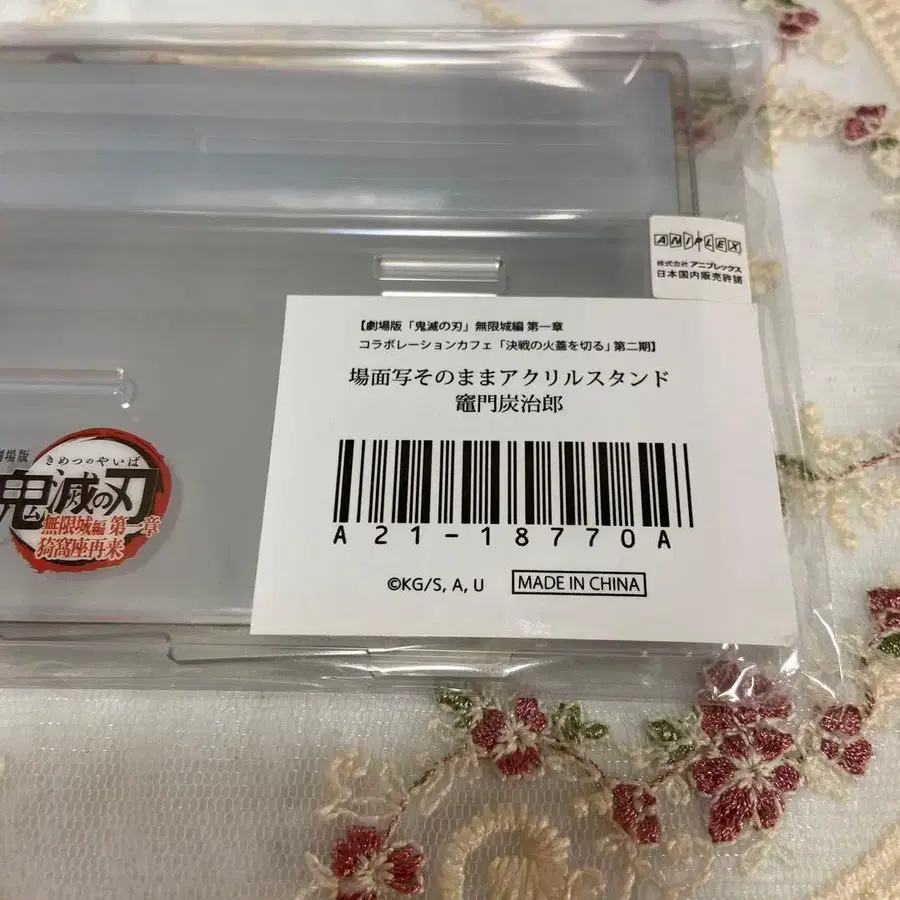 ANIPLEX
株式会社アニプレックス
日本国内販売許諾
【劇場版「鬼滅の刃」無限城編 第一章
コラボレーションカフェ「決戦の火蓋を切る」第二期】
場面写そのままアクリルスタンド
竈門炭治郎
A21-18770A
©KG/S, A, U
MADE IN CHINA
劇場版
きめつのやいば
鬼滅の刃
無限城編 第一章
猗窩座再来